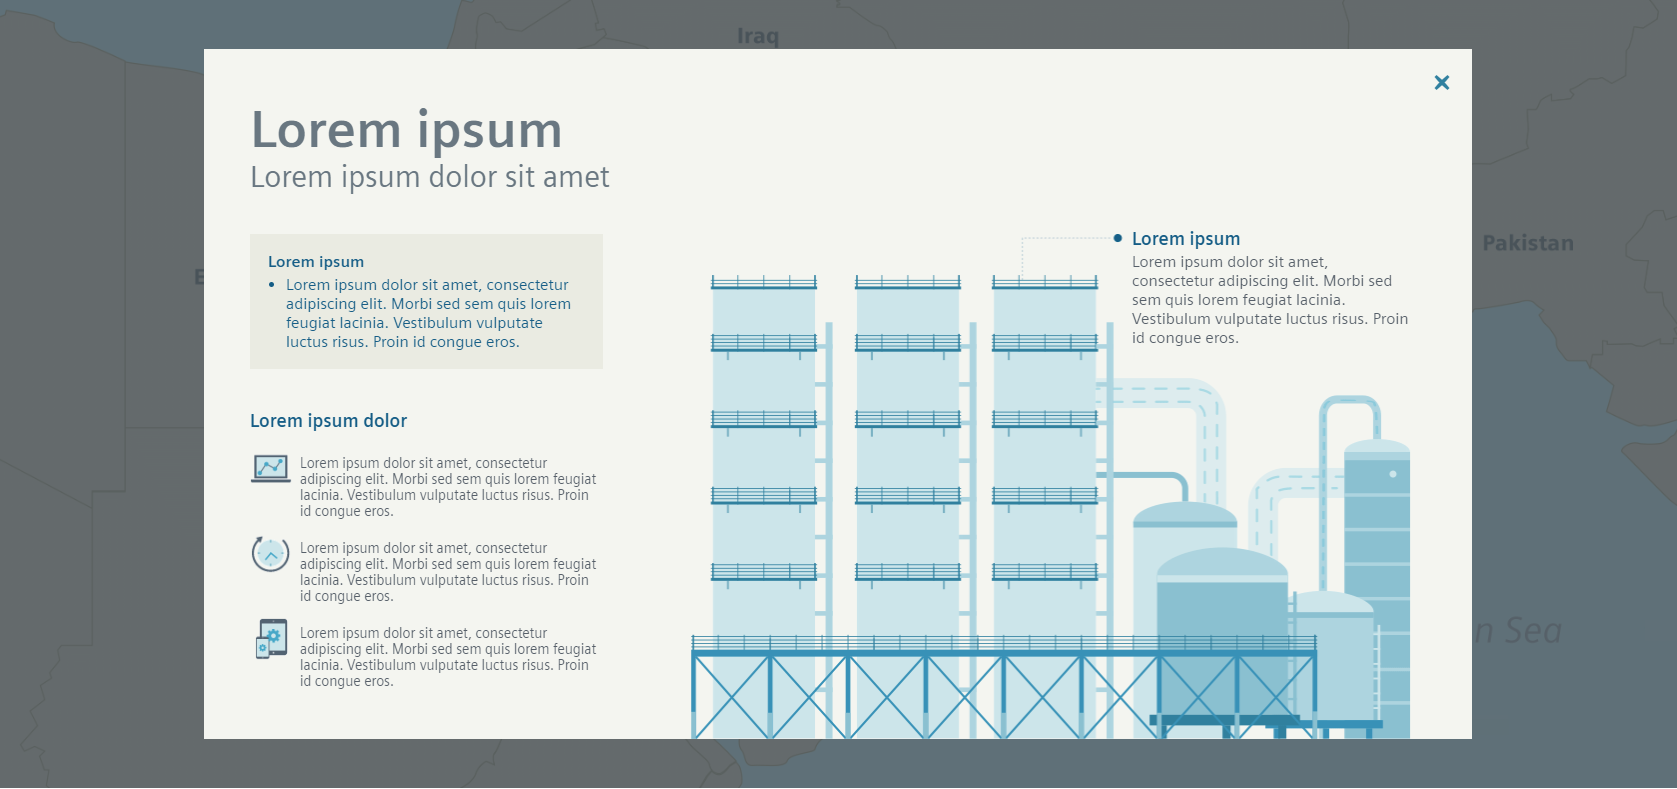 Iraq
Lorem ipsum
Lorem ipsum dolor sit amet
Lorem ipsum
• Lorem ipsum dolor sit amet, consectetur
adipiscing elit. Morbi sed sem quis lorem
feugiat lacinia. Vestibulum vulputate
luctus risus. Proin id congue eros.
Lorem ipsum dolor
Lorem ipsum dolor sit amet, consectetur
adipiscing elit. Morbi sed sem quis lorem feugiat
lacinia. Vestibulum vulputate luctus risus. Proin
id congue eros.
Lorem ipsum dolor sit amet, consectetur
adipiscing elit. Morbi sed sem quis lorem feugiat
lacinia. Vestibulum vulputate luctus risus. Proin
id congue eros.
Lorem ipsum dolor sit amet, consectetur
adipiscing elit. Morbi sed sem quis lorem feugiat
lacinia. Vestibulum vulputate luctus risus. Proin
id congue eros.
Lorem ipsum
Lorem ipsum dolor sit amet,
consectetur adipiscing elit. Morbi sed
sem quis lorem feugiat lacinia.
Vestibulum vulputate luctus risus. Proin
id congue eros.
Pakistan
n Sea